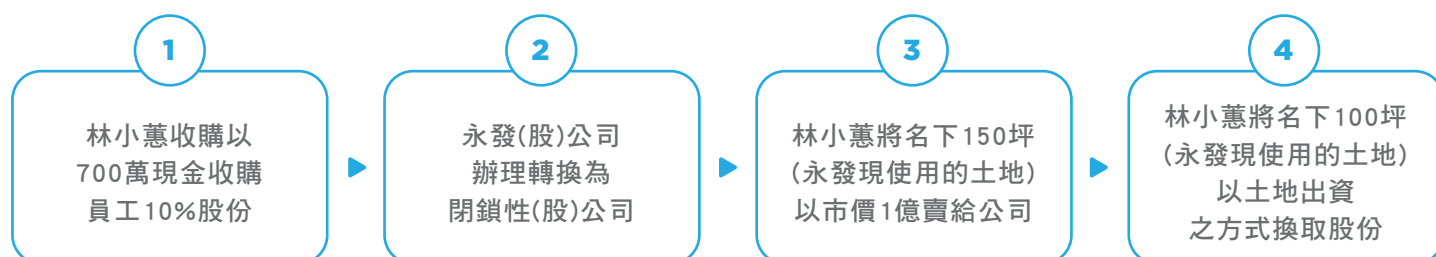 1
林小蕙收購以
700萬現金收購
員工10%股份
2
永發(股)公司
辦理轉換為
閉鎖性(股)公司
3
林小蕙將名下150坪
(永發現使用的土地)
以市價1億賣給公司
4
林小蕙將名下100坪
(永發現使用的土地)
以土地出資
之方式換取股份